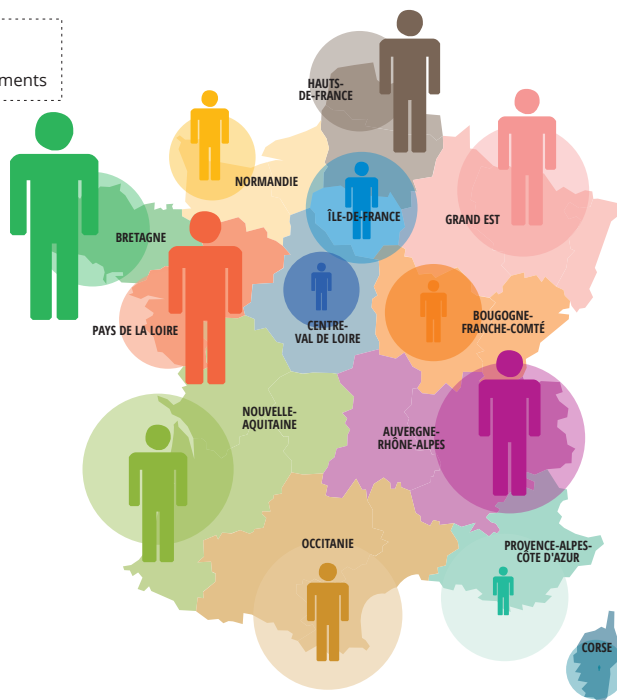 ments
HAUTS-
DE-FRANCE
NORMANDIE
ÎLE-DE-FRANCE
GRAND EST
BRETAGNE
PAYS DE LA LOIRE
CENTRE-
VAL DE LOIRE
BOUGOGNE-
FRANCHE-COMTÉ
NOUVELLE-
AQUITAINE
AUVERGNE-
RHÔNE-ALPES
OCCITANIE
PROVENCE-ALPES-
CÔTE D'AZUR
CORSE